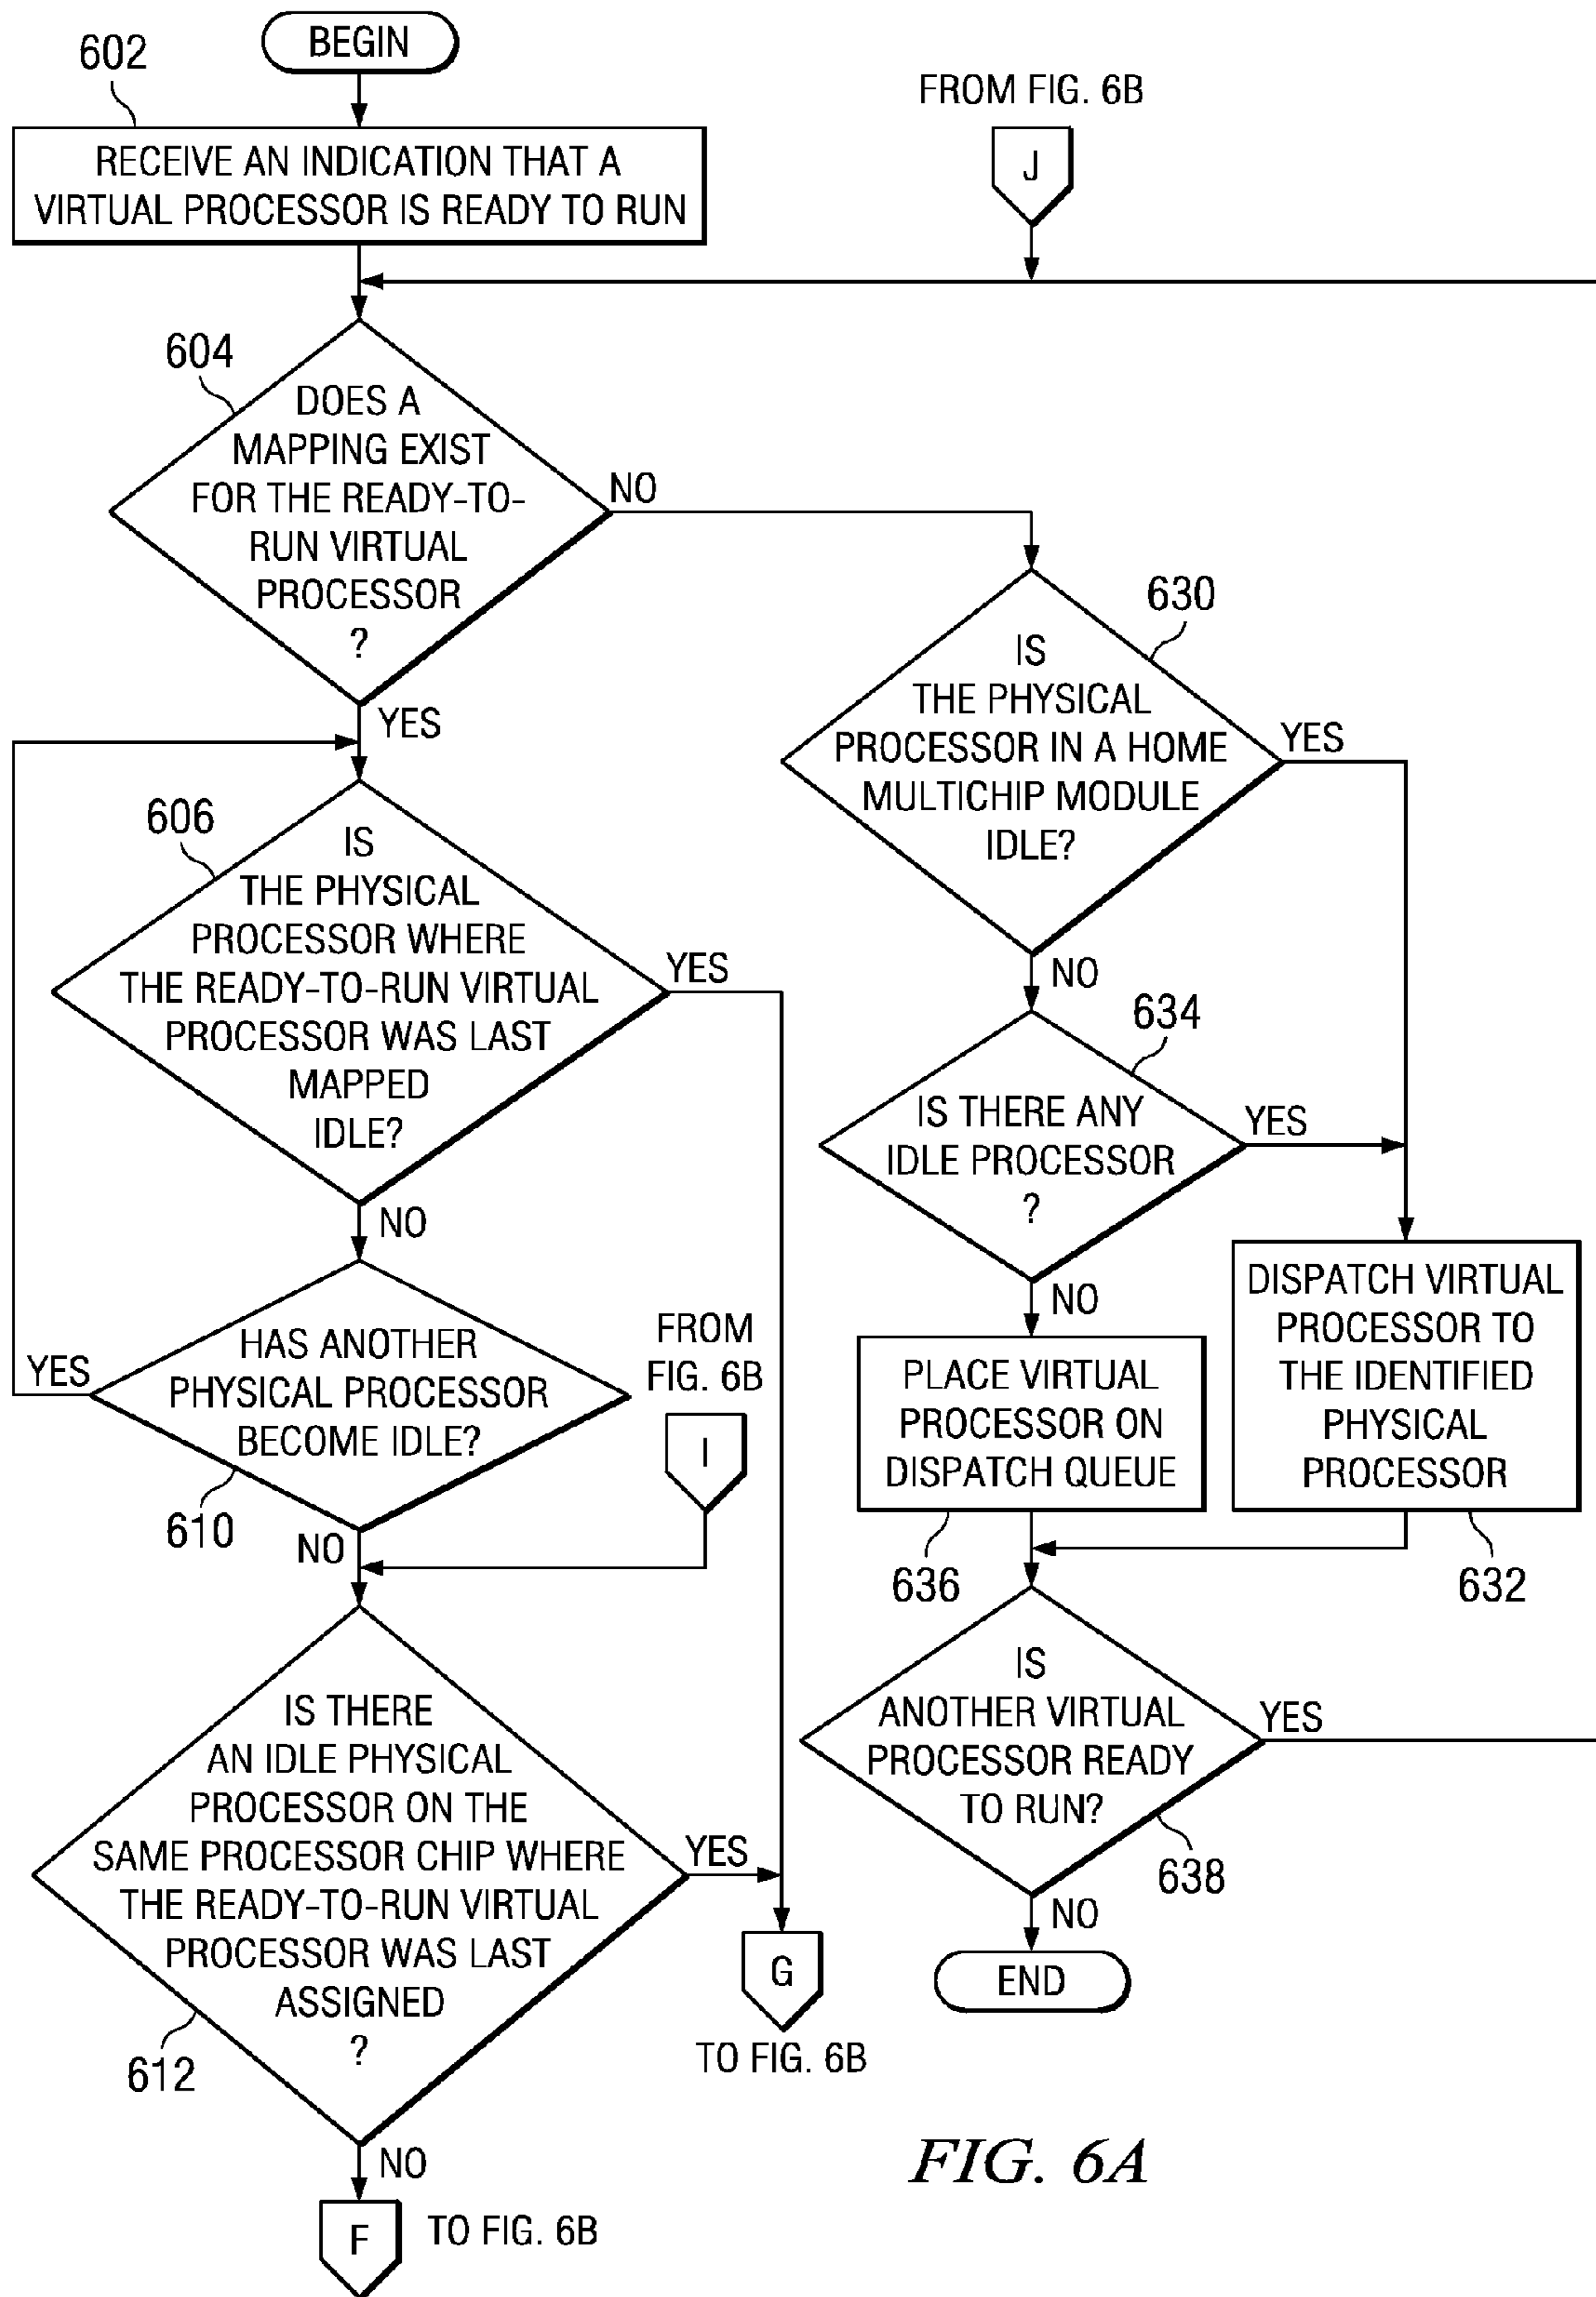 BEGIN
602
RECEIVE AN INDICATION THAT A
VIRTUAL PROCESSOR IS READY TO RUN
FROM FIG. 6B
J
604
DOES A
MAPPING EXIST
FOR THE READY-TO-
RUN VIRTUAL
PROCESSOR
?
NO
YES
606
IS
THE PHYSICAL
PROCESSOR WHERE
THE READY-TO-RUN VIRTUAL
PROCESSOR WAS LAST
MAPPED
IDLE?
YES
NO
HAS ANOTHER
PHYSICAL PROCESSOR
BECOME IDLE?
YES
610
NO
FROM
FIG. 6B
I
IS THERE
AN IDLE PHYSICAL
PROCESSOR ON THE
SAME PROCESSOR CHIP WHERE
THE READY-TO-RUN VIRTUAL
PROCESSOR WAS LAST
ASSIGNED
?
YES
612
NO
F
TO FIG. 6B
G
TO FIG. 6B
630
IS
THE PHYSICAL
PROCESSOR IN A HOME
MULTICHIP MODULE
IDLE?
YES
NO
634
IS THERE ANY
IDLE PROCESSOR
?
YES
NO
PLACE VIRTUAL
PROCESSOR ON
DISPATCH QUEUE
636
DISPATCH VIRTUAL
PROCESSOR TO
THE IDENTIFIED
PHYSICAL
PROCESSOR
632
IS
ANOTHER VIRTUAL
PROCESSOR READY
TO RUN?
YES
638
NO
END
FIG. 6A